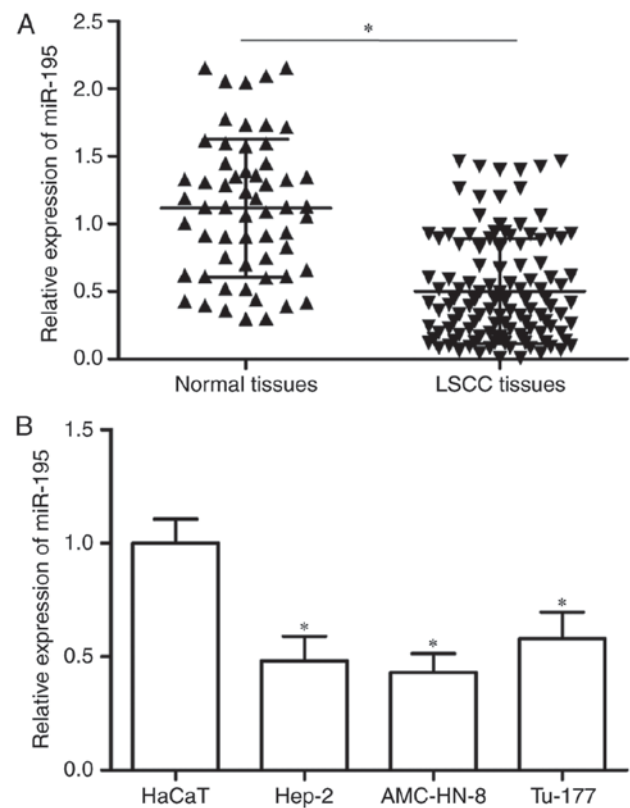 A
Relative expression of miR-195
2.5
2.0
1.5
1.0
0.5
0.0
*
Normal tissues
LSCC tissues
B
Relative expression of miR-195
1.5
1.0
0.5
0.0
*
*
*
HaCaT
Hep-2
AMC-HN-8
Tu-177